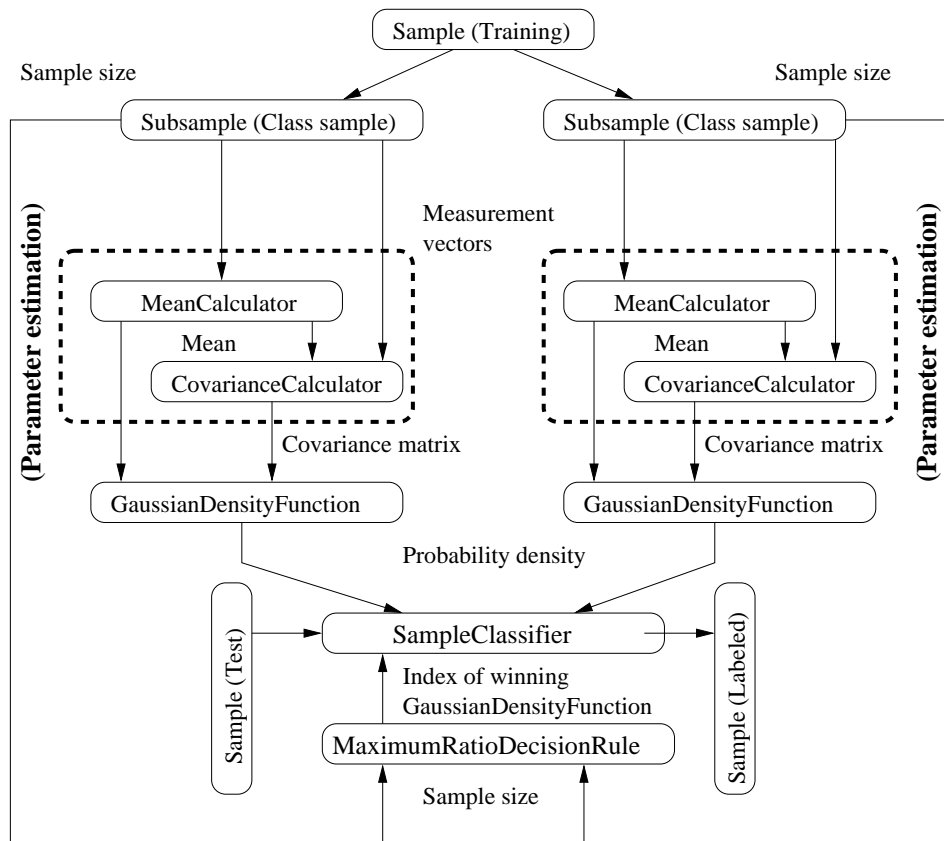 Sample (Training)
Sample size
Sample size
Subsample (Class sample)
Subsample (Class sample)
Measurement
vectors
(Parameter estimation)
(Parameter estimation)
MeanCalculator
MeanCalculator
Mean
Mean
CovarianceCalculator
CovarianceCalculator
Covariance matrix
Covariance matrix
GaussianDensityFunction
GaussianDensityFunction
Probability density
Sample (Test)
SampleClassifier
Sample (Labeled)
Index of winning
GaussianDensityFunction
MaximumRatioDecisionRule
Sample size